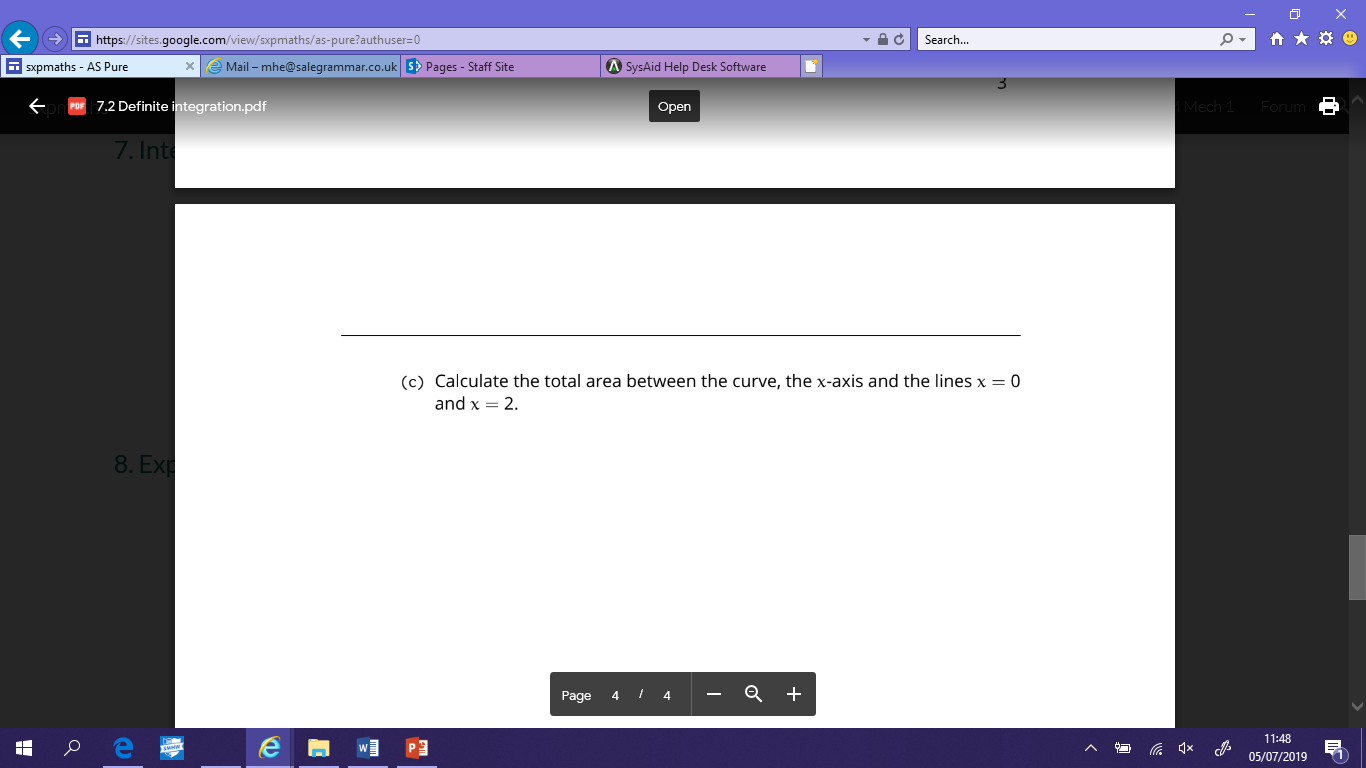 https://sites.google.com/view/sxpmaths/as-pure?authuser=0
Search...
sxpmaths - AS Pure
Mail – mhe@salegrammar.co.uk
Pages - Staff Site
SysAid Help Desk Software
3
PDF 7.2 Definite integration.pdf
Open
Mech 1 Forum
7. Inte
(c) Calculate the total area between the curve, the x-axis and the lines x = 0
and x = 2.
8. Exp
Page 4 / 4
11:48
05/07/2019
1